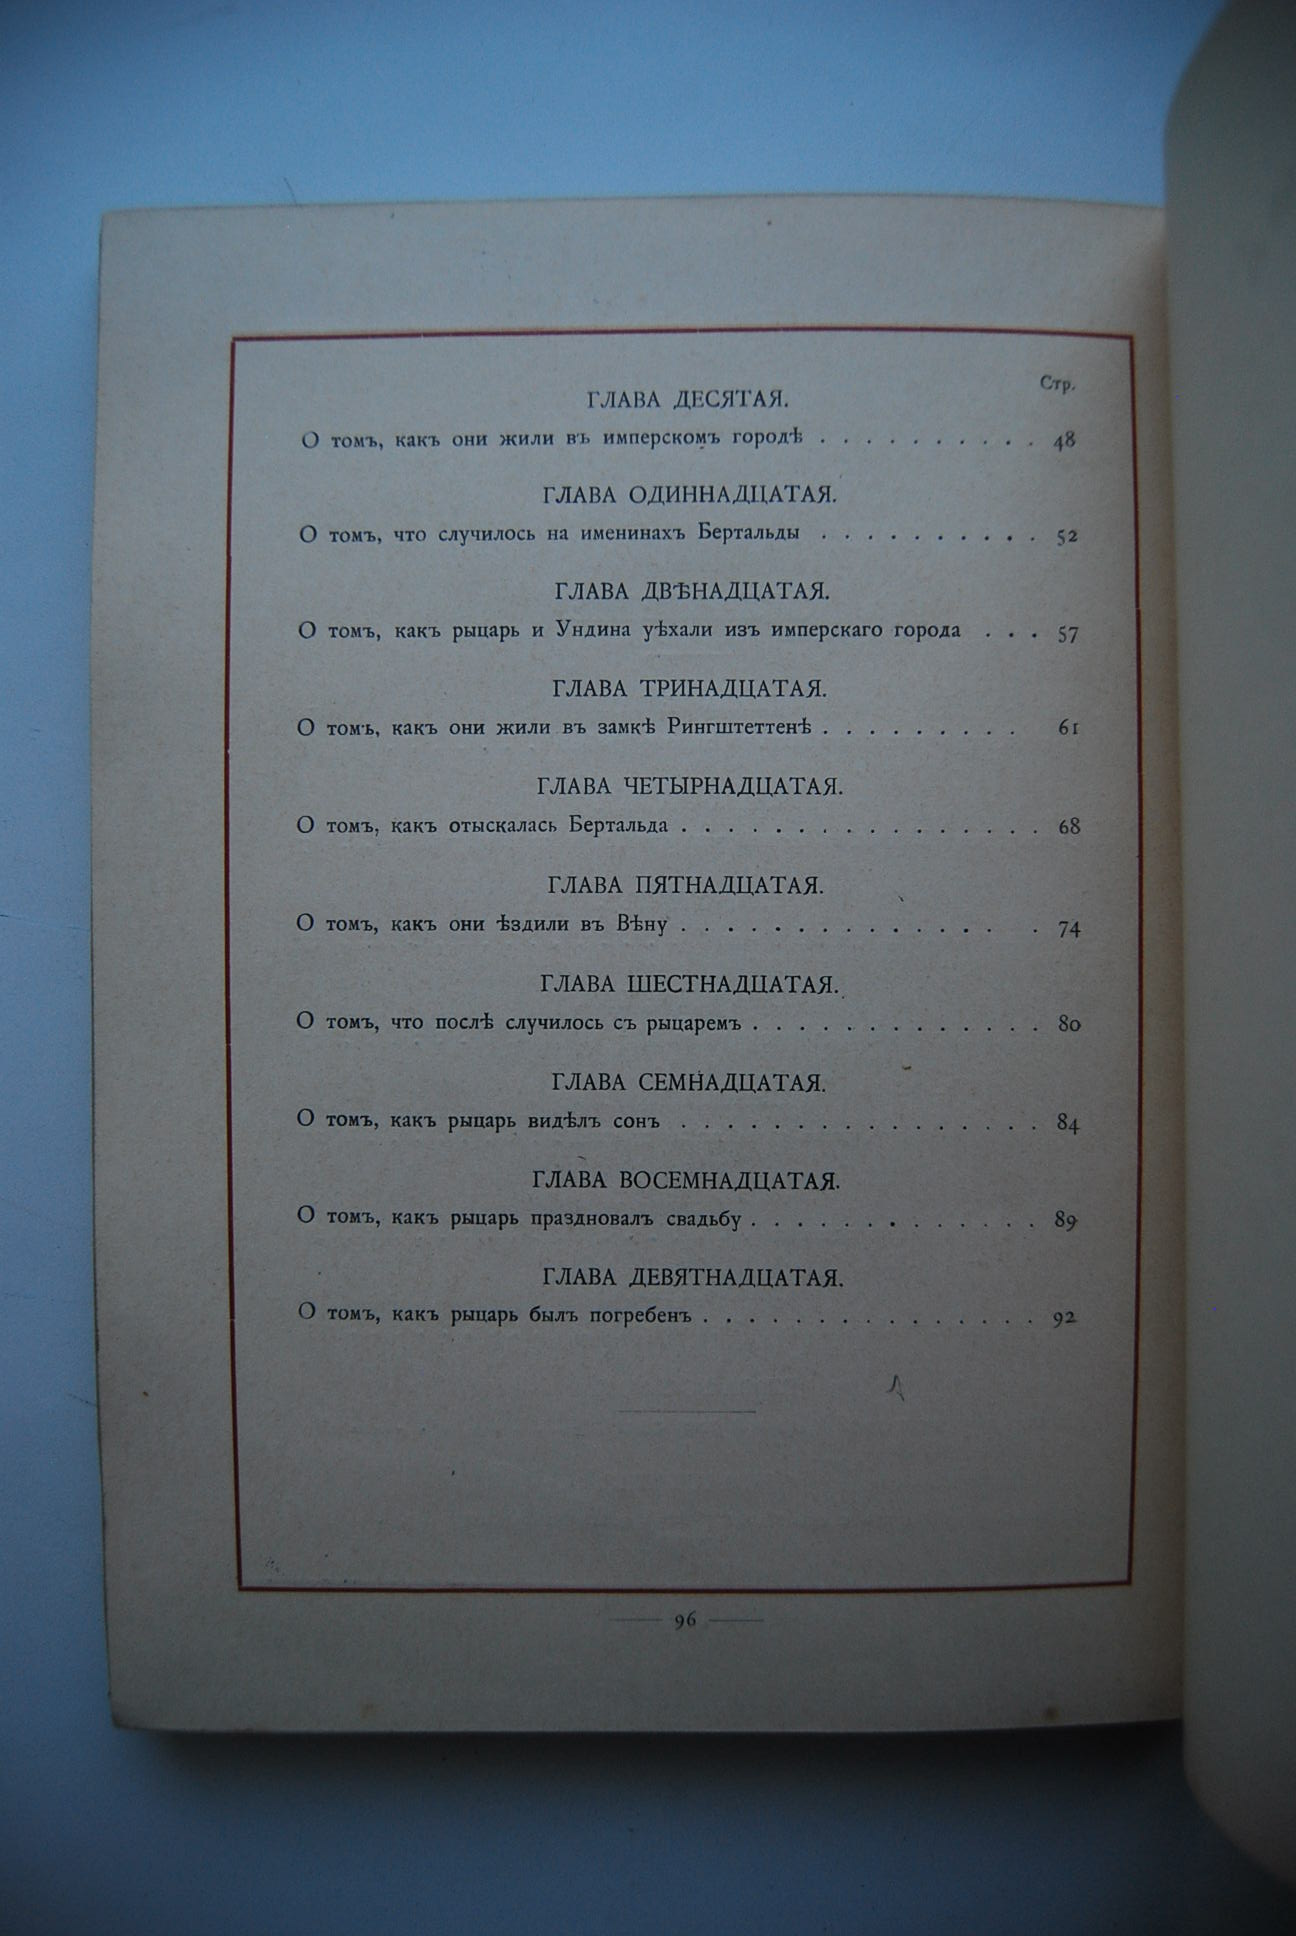 Стр.
ГЛАВА ДЕСЯТАЯ.
О томъ, какъ они жили въ имперскомъ городѣ . . . . . . . . . . 48
ГЛАВА ОДИННАДЦАТАЯ.
О томъ, что случилось на именинахъ Бертальды . . . . . . . . . . 52
ГЛАВА ДВѢНАДЦАТАЯ.
О томъ, какъ рыцарь и Ундина уѣхали изъ имперскаго города . . . 57
ГЛАВА ТРИНАДЦАТАЯ.
О томъ, какъ они жили въ замкѣ Рингштеттенѣ . . . . . . . . . 61
ГЛАВА ЧЕТЫРНАДЦАТАЯ.
О томъ, какъ отыскалась Бертальда . . . . . . . . . . . . . . . . 68
ГЛАВА ПЯТНАДЦАТАЯ.
О томъ, какъ они ѣздили въ Вѣну . . . . . . . . . . . . . . . 74
ГЛАВА ШЕСТНАДЦАТАЯ.
О томъ, что послѣ случилось съ рыцаремъ . . . . . . . . . . . . . 80
ГЛАВА СЕМНАДЦАТАЯ.
О томъ, какъ рыцарь видѣлъ сонъ . . . . . . . . . . . . . . . . 84
ГЛАВА ВОСЕМНАДЦАТАЯ.
О томъ, какъ рыцарь праздновалъ свадьбу . . . . . . . . . . . . . 89
ГЛАВА ДЕВЯТНАДЦАТАЯ.
О томъ, какъ рыцарь былъ погребенъ . . . . . . . . . . . . . . . 92
— 96 —